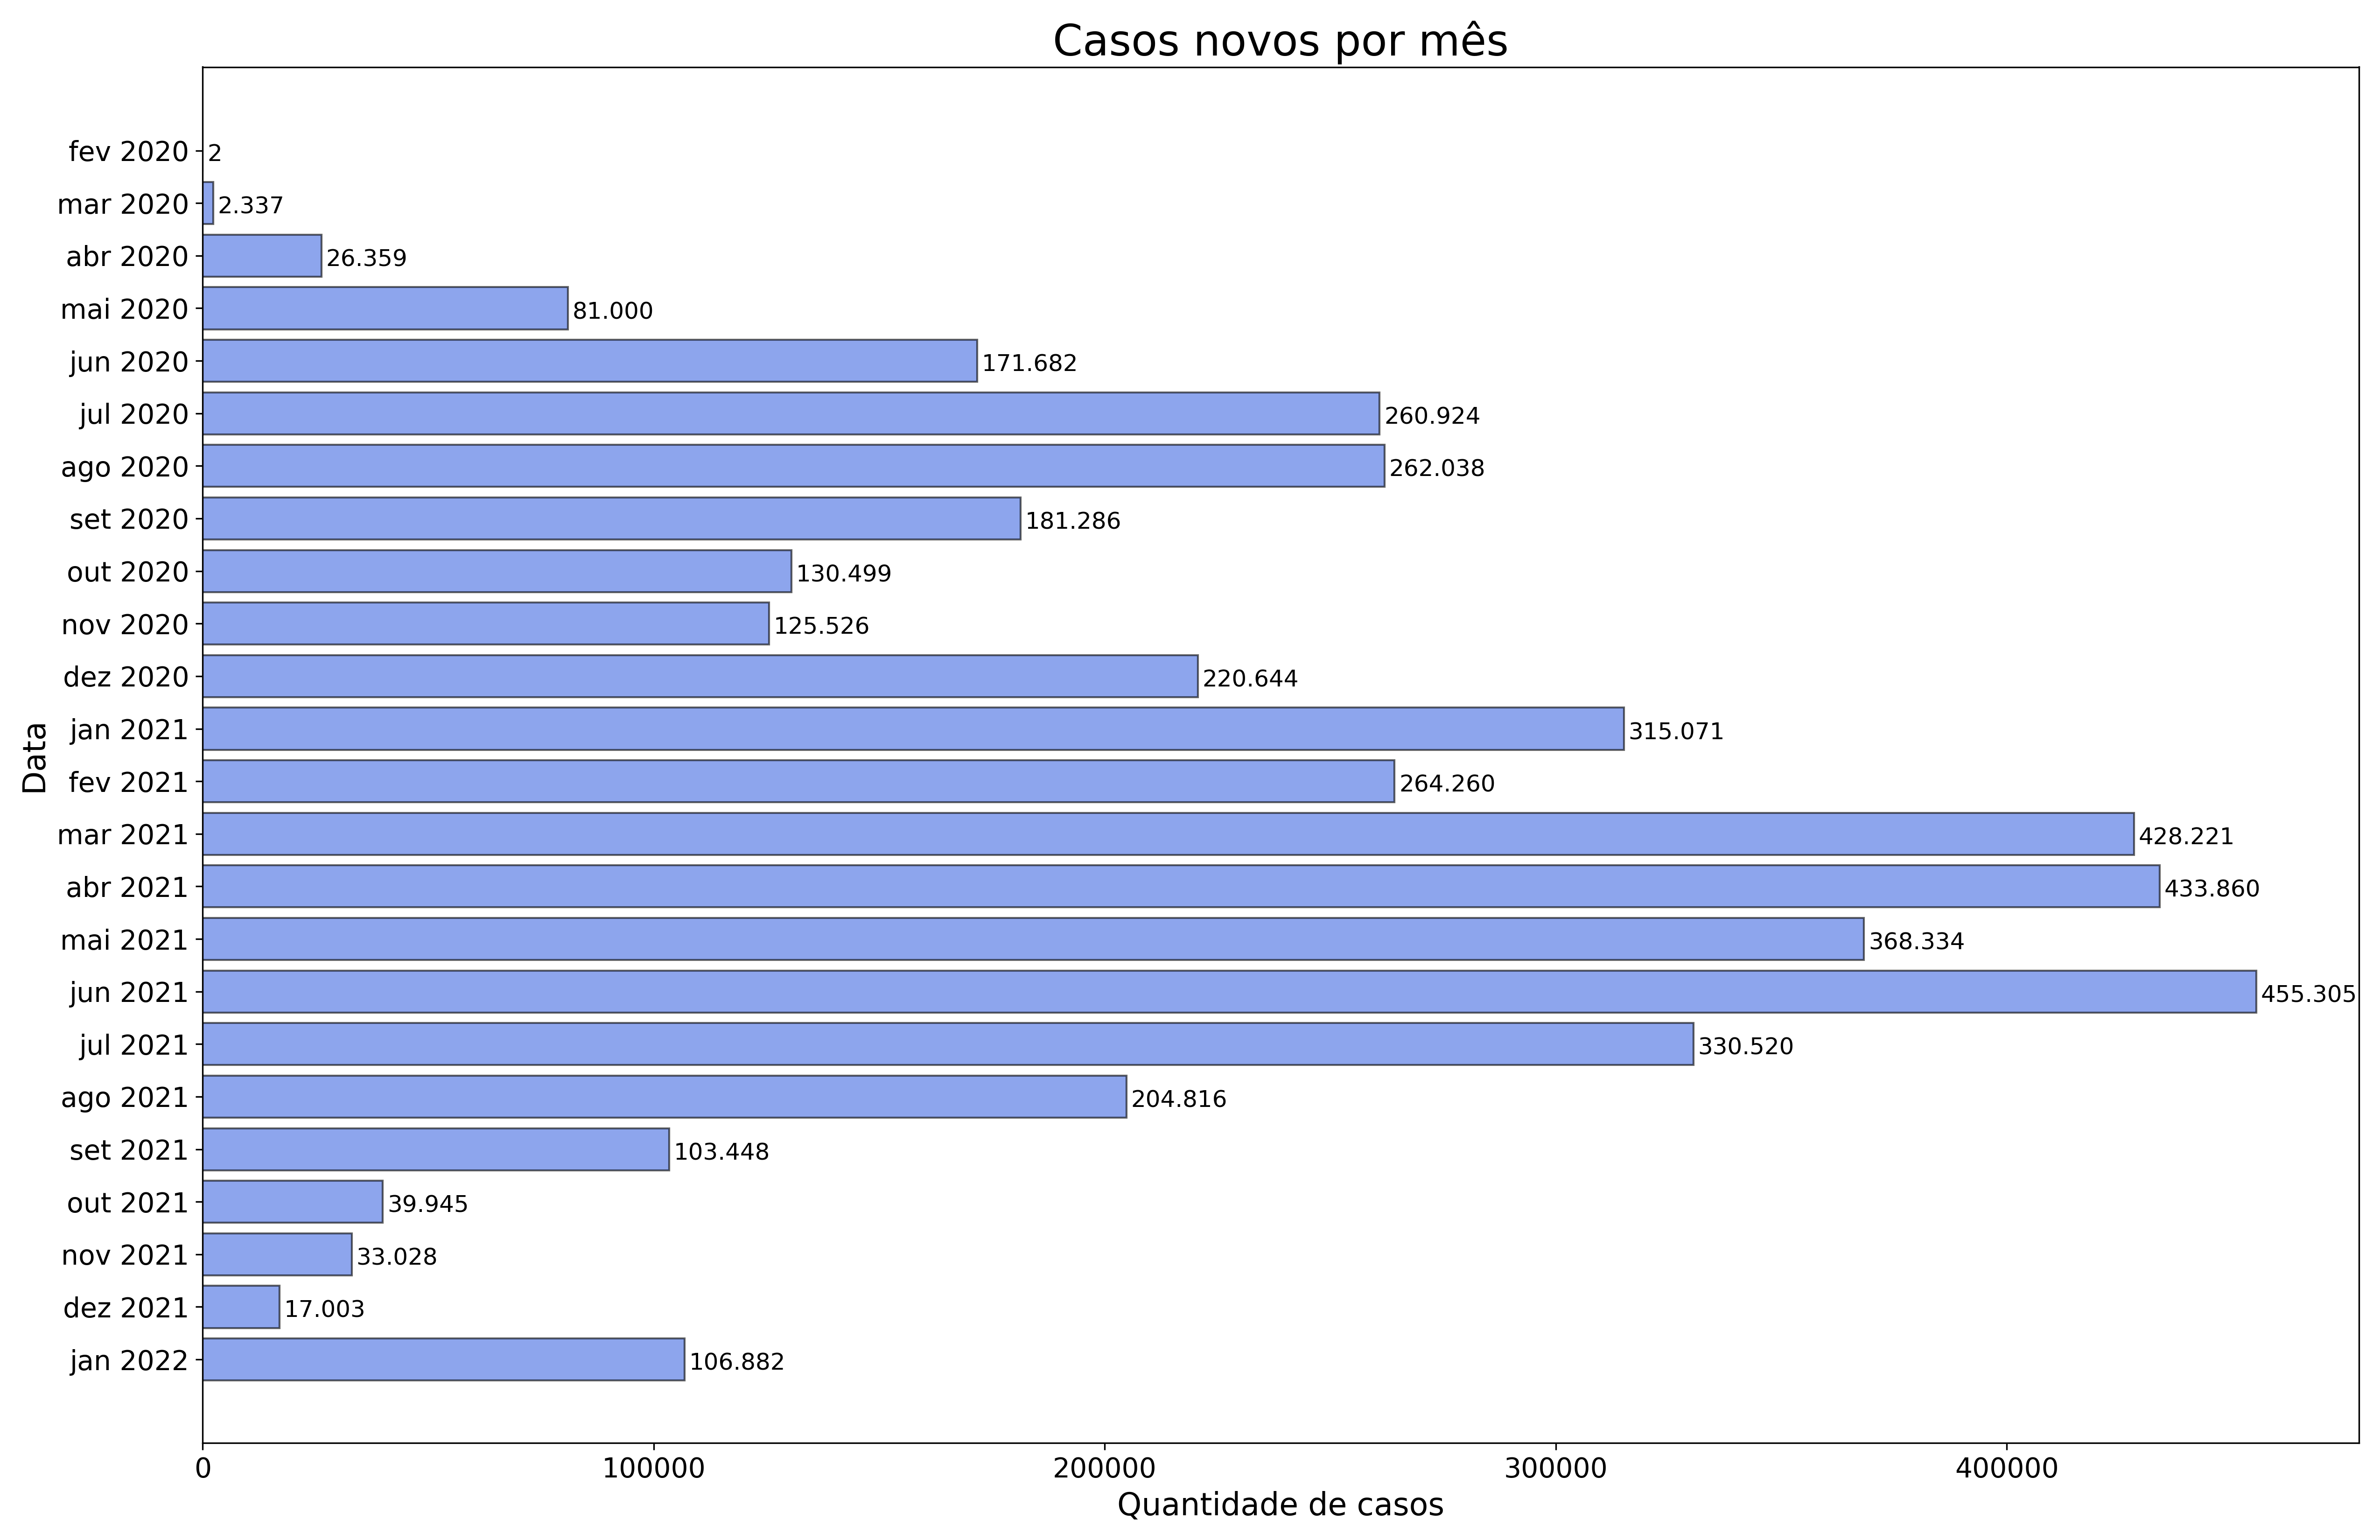 Casos novos por mês
fev 2020 2
mar 2020 2.337
abr 2020 26.359
mai 2020 81.000
jun 2020 171.682
jul 2020 260.924
ago 2020 262.038
set 2020 181.286
out 2020 130.499
nov 2020 125.526
dez 2020 220.644
jan 2021 315.071
Data
fev 2021 264.260
mar 2021 428.221
abr 2021 433.860
mai 2021 368.334
jun 2021 455.305
jul 2021 330.520
ago 2021 204.816
set 2021 103.448
out 2021 39.945
nov 2021 33.028
dez 2021 17.003
jan 2022 106.882
0 100000 200000 300000 400000
Quantidade de casos